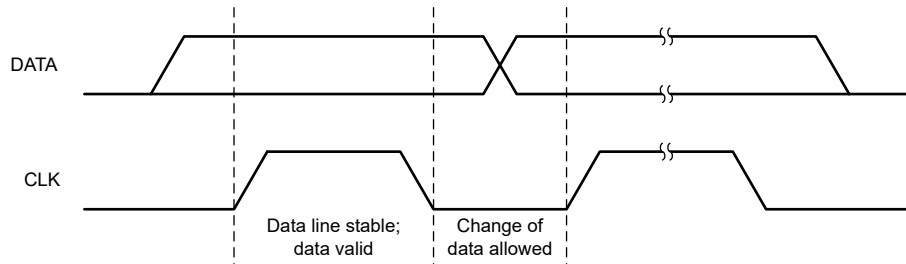 DATA
CLK
Data line stable;
data valid
Change of
data allowed